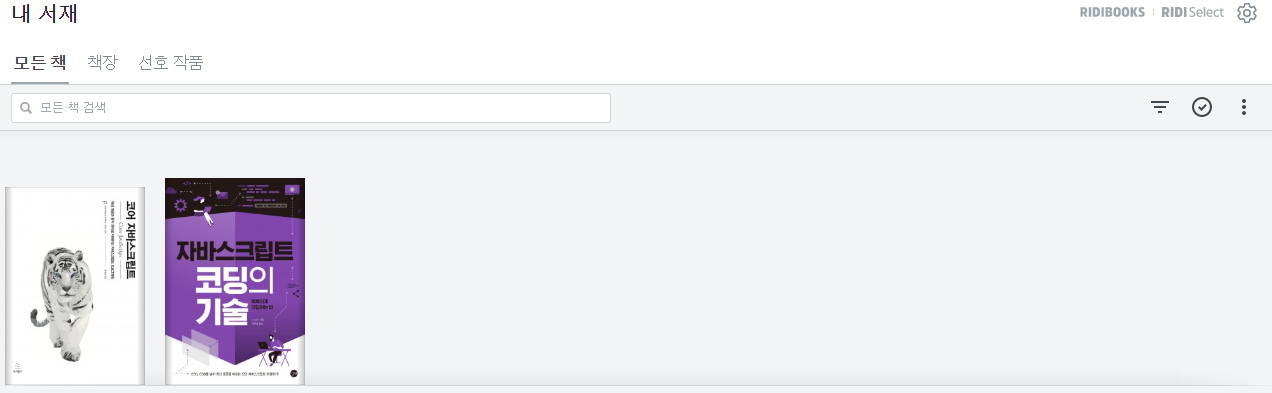 내 서재
RIDIBOOKS
RIDI Select
모든 책
책장
선호 작품
모든 책 검색
코어 자바스크립트
Core JavaScript
자바스크립트
코딩의
기술